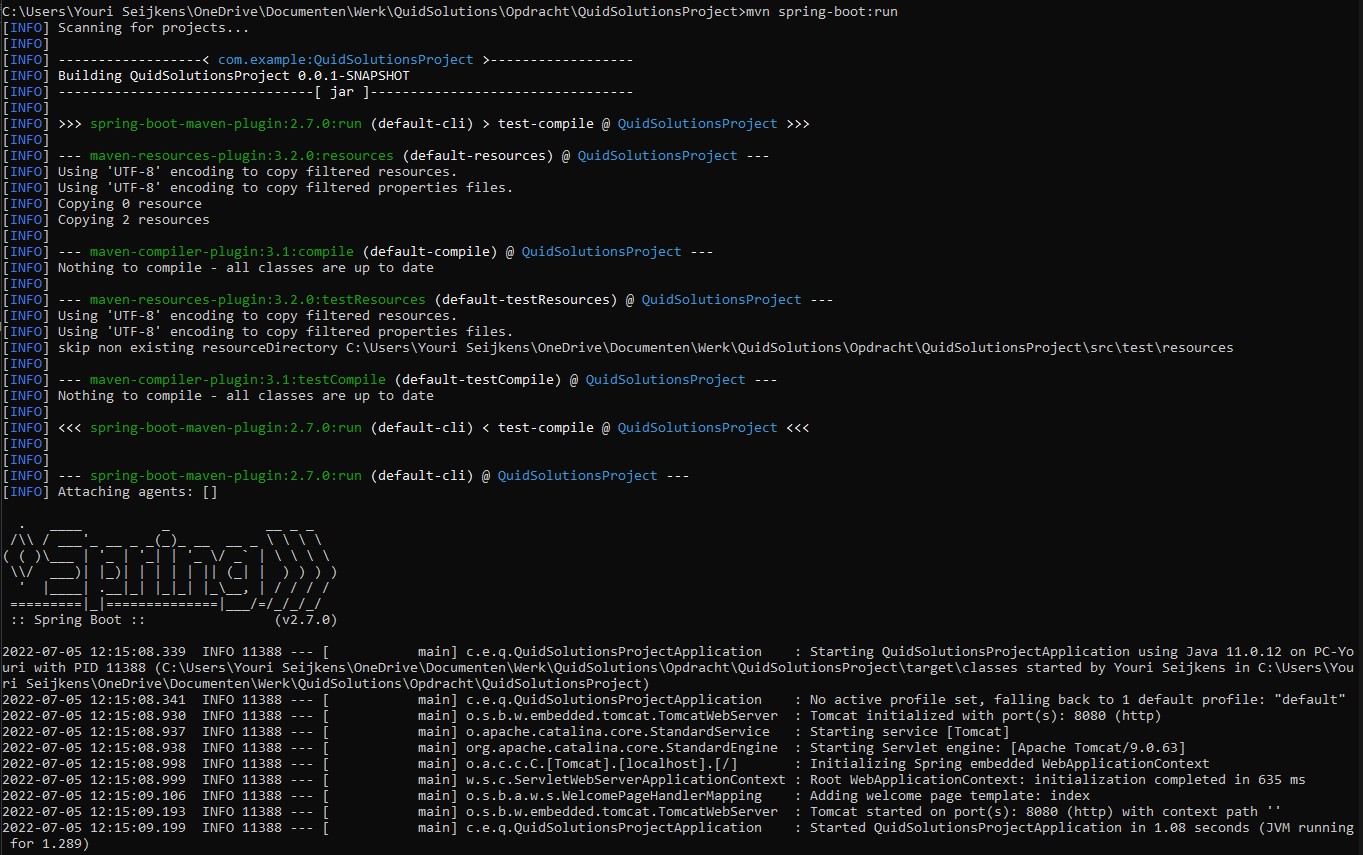 C:\Users\Youri Seijkens\OneDrive\Documenten\Werk\QuidSolutions\Opdracht\QuidSolutionsProject>mvn spring-boot:run
[INFO] Scanning for projects...
[INFO]
[INFO] ------------------< com.example:QuidSolutionsProject >------------------
[INFO] Building QuidSolutionsProject 0.0.1-SNAPSHOT
[INFO] --------------------------------[ jar ]---------------------------------
[INFO]
[INFO] >>> spring-boot-maven-plugin:2.7.0:run (default-cli) > test-compile @ QuidSolutionsProject >>>
[INFO]
[INFO] --- maven-resources-plugin:3.2.0:resources (default-resources) @ QuidSolutionsProject ---
[INFO] Using 'UTF-8' encoding to copy filtered resources.
[INFO] Using 'UTF-8' encoding to copy filtered properties files.
[INFO] Copying 0 resource
[INFO] Copying 2 resources
[INFO]
[INFO] --- maven-compiler-plugin:3.1:compile (default-compile) @ QuidSolutionsProject ---
[INFO] Nothing to compile - all classes are up to date
[INFO]
[INFO] --- maven-resources-plugin:3.2.0:testResources (default-testResources) @ QuidSolutionsProject ---
[INFO] Using 'UTF-8' encoding to copy filtered resources.
[INFO] Using 'UTF-8' encoding to copy filtered properties files.
[INFO] skip non existing resourceDirectory C:\Users\Youri Seijkens\OneDrive\Documenten\Werk\QuidSolutions\Opdracht\QuidSolutionsProject\src\test\resources
[INFO]
[INFO] --- maven-compiler-plugin:3.1:testCompile (default-testCompile) @ QuidSolutionsProject ---
[INFO] Nothing to compile - all classes are up to date
[INFO]
[INFO] <<< spring-boot-maven-plugin:2.7.0:run (default-cli) < test-compile @ QuidSolutionsProject <<<
[INFO]
[INFO]
[INFO] --- spring-boot-maven-plugin:2.7.0:run (default-cli) @ QuidSolutionsProject ---
[INFO] Attaching agents: []

  .   ____          _            __ _ _
 /\\ / ___'_ __ _ _(_)_ __  __ _ \ \ \ \
( ( )\___ | '_ | '_| | '_ \/ _` | \ \ \ \
 \\/  ___)| |_)| | | | | || (_| |  ) ) ) )
  '  |____| .__|_| |_|_| |_\__, | / / / /
 =========|_|==============|___/=/_/_/_/
 :: Spring Boot ::                (v2.7.0)

2022-07-05 12:15:08.339  INFO 11388 --- [           main] c.e.q.QuidSolutionsProjectApplication    : Starting QuidSolutionsProjectApplication using Java 11.0.12 on PC-Yo
uri with PID 11388 (C:\Users\Youri Seijkens\OneDrive\Documenten\Werk\QuidSolutions\Opdracht\QuidSolutionsProject\target\classes started by Youri Seijkens in C:\Users\You
ri Seijkens\OneDrive\Documenten\Werk\QuidSolutions\Opdracht\QuidSolutionsProject)
2022-07-05 12:15:08.341  INFO 11388 --- [           main] c.e.q.QuidSolutionsProjectApplication    : No active profile set, falling back to 1 default profile: "default"
2022-07-05 12:15:08.930  INFO 11388 --- [           main] o.s.b.w.embedded.tomcat.TomcatWebServer  : Tomcat initialized with port(s): 8080 (http)
2022-07-05 12:15:08.937  INFO 11388 --- [           main] o.apache.catalina.core.StandardService   : Starting service [Tomcat]
2022-07-05 12:15:08.938  INFO 11388 --- [           main] org.apache.catalina.core.StandardEngine  : Starting Servlet engine: [Apache Tomcat/9.0.63]
2022-07-05 12:15:08.998  INFO 11388 --- [           main] o.a.c.c.C.[Tomcat].[localhost].[/]       : Initializing Spring embedded WebApplicationContext
2022-07-05 12:15:08.999  INFO 11388 --- [           main] w.s.c.ServletWebServerApplicationContext : Root WebApplicationContext: initialization completed in 635 ms
2022-07-05 12:15:09.106  INFO 11388 --- [           main] o.s.b.a.w.s.WelcomePageHandlerMapping    : Adding welcome page template: index
2022-07-05 12:15:09.193  INFO 11388 --- [           main] o.s.b.w.embedded.tomcat.TomcatWebServer  : Tomcat started on port(s): 8080 (http) with context path ''
2022-07-05 12:15:09.199  INFO 11388 --- [           main] c.e.q.QuidSolutionsProjectApplication    : Started QuidSolutionsProjectApplication in 1.08 seconds (JVM running
 for 1.289)